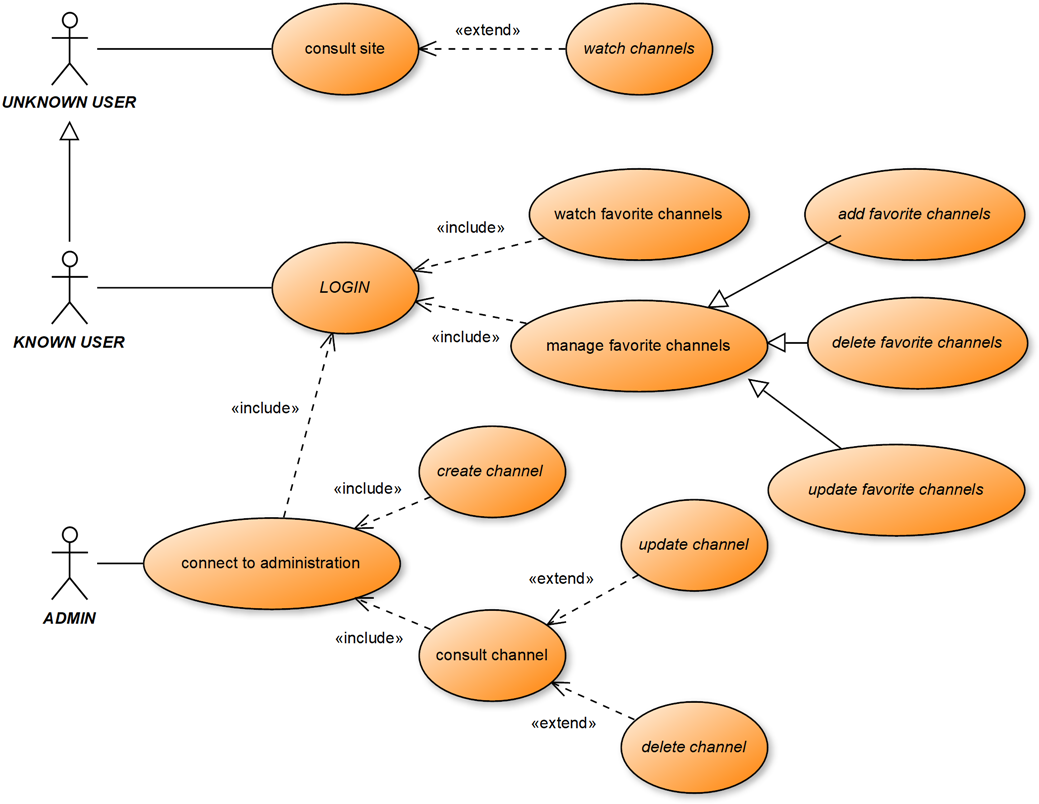 «extend»
consult site
watch channels
UNKNOWN USER
watch favorite channels
add favorite channels
«include»
LOGIN
KNOWN USER
«include»
manage favorite channels
delete favorite channels
«include»
create channel
«include»
update favorite channels
ADMIN
connect to administration
update channel
«extend»
«include»
consult channel
«extend»
delete channel